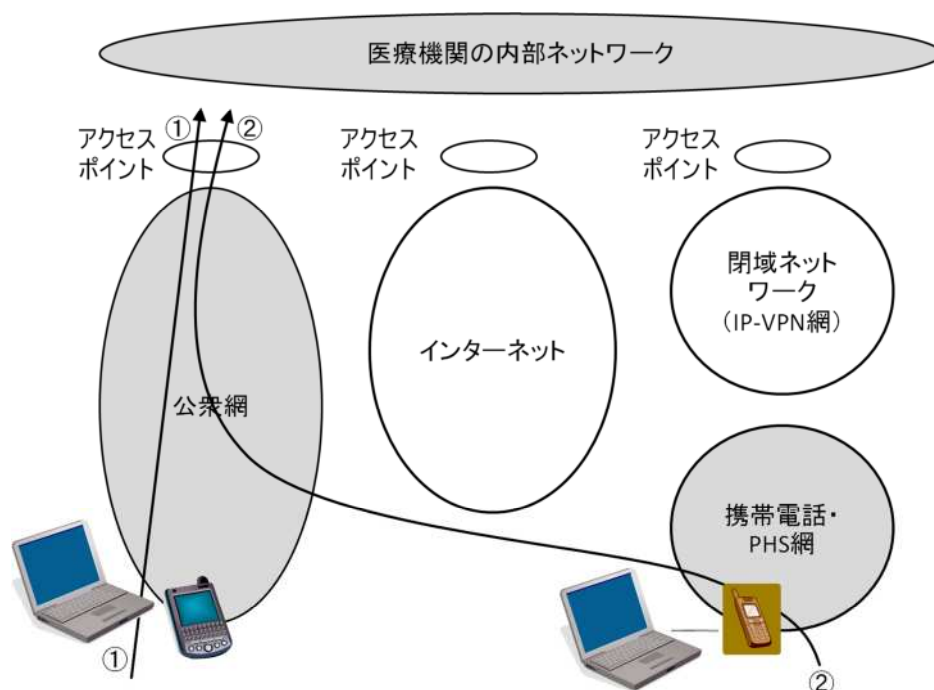 医療機関の内部ネットワーク
① ②
アクセス
ポイント
アクセス
ポイント
アクセス
ポイント
閉域ネット
ワーク
（IP-VPN網）
インターネット
公衆網
携帯電話・
PHS網
①
②